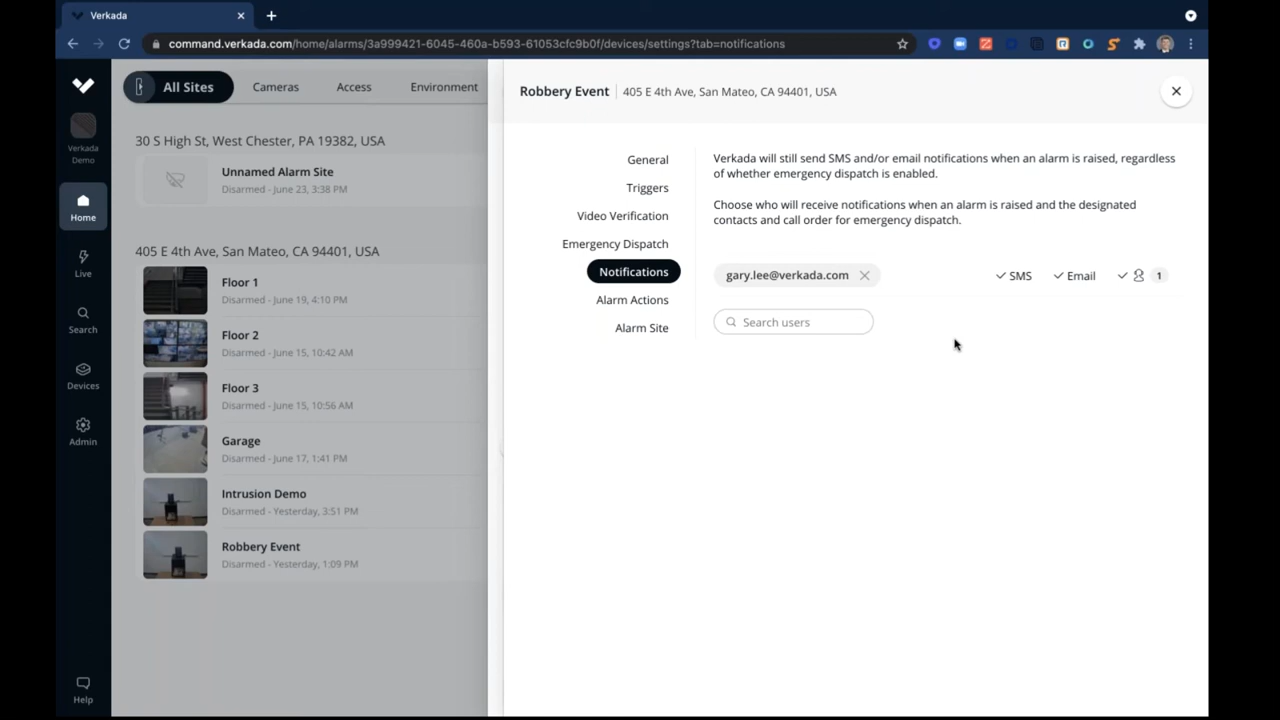 Verkada
command.verkada.com/home/alarms/3a999421-6045-460a-b593-61053cfc9b0f/devices/settings?tab=notifications
Verkada
Demo
Home
Live
Search
Devices
Admin
Help
All Sites
Cameras
Access
Environment
30 S High St, West Chester, PA 19382, USA
Unnamed Alarm Site
Disarmed - June 23, 3:38 PM
405 E 4th Ave, San Mateo, CA 94401, USA
Floor 1
Disarmed - June 19, 4:10 PM
Floor 2
Disarmed - June 15, 10:42 AM
Floor 3
Disarmed - June 15, 10:56 AM
Garage
Disarmed - June 17, 1:41 PM
Intrusion Demo
Disarmed - Yesterday, 3:51 PM
Robbery Event
Disarmed - Yesterday, 1:09 PM
Robbery Event
405 E 4th Ave, San Mateo, CA 94401, USA
General
Triggers
Video Verification
Emergency Dispatch
Notifications
Alarm Actions
Alarm Site
Verkada will still send SMS and/or email notifications when an alarm is raised, regardless
of whether emergency dispatch is enabled.
Choose who will receive notifications when an alarm is raised and the designated
contacts and call order for emergency dispatch.
gary.lee@verkada.com
SMS
Email
1
Search users